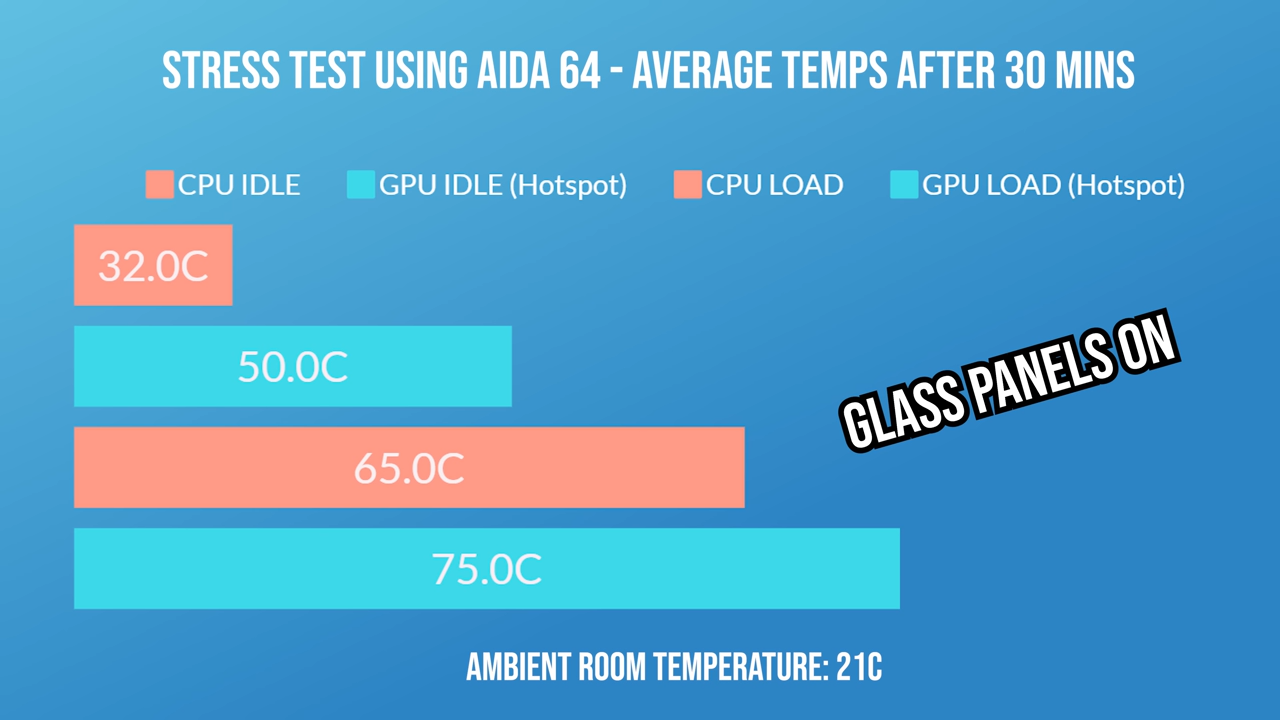 STRESS TEST USING AIDA 64 - AVERAGE TEMPS AFTER 30 MINS
CPU IDLE GPU IDLE (Hotspot) CPU LOAD GPU LOAD (Hotspot)
32.0C
50.0C
GLASS PANELS ON
65.0C
75.0C
AMBIENT ROOM TEMPERATURE: 21C